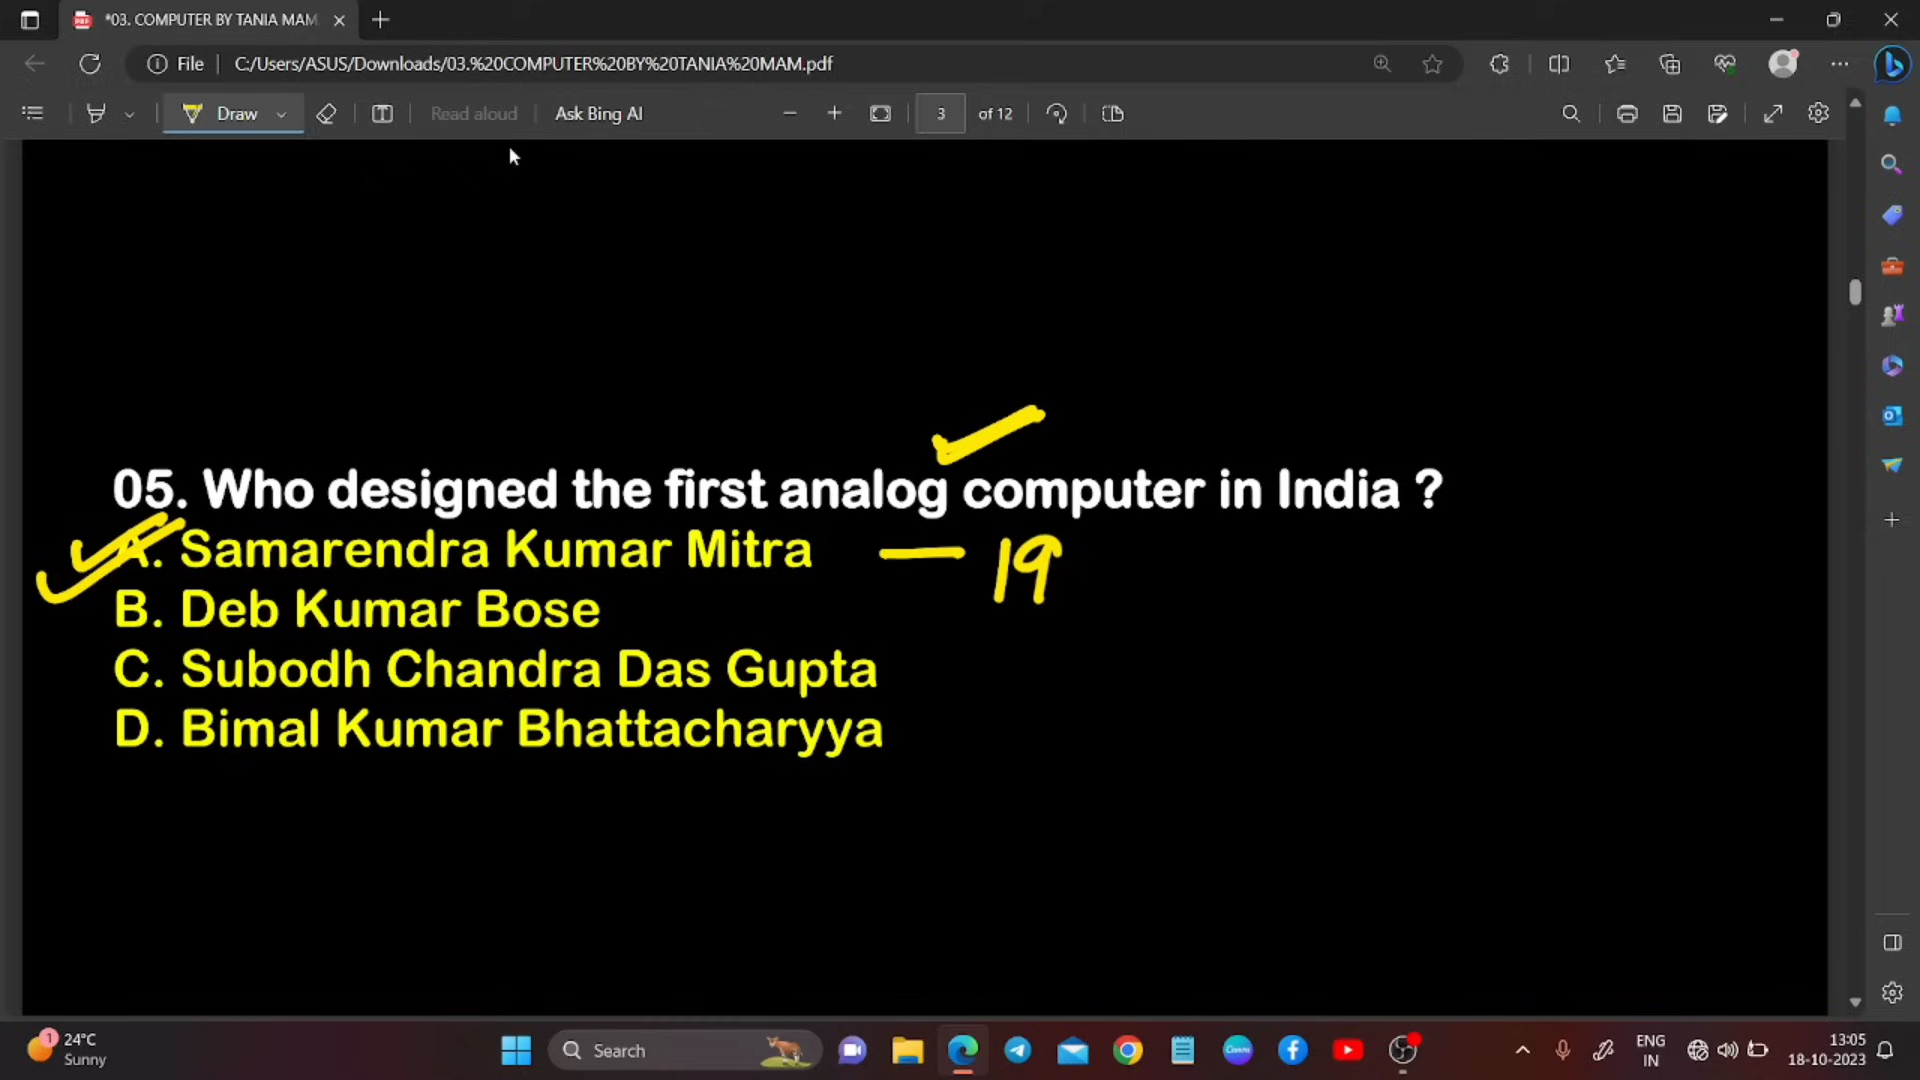 *03. COMPUTER BY TANIA MAM
File
C:/Users/ASUS/Downloads/03.%20COMPUTER%20BY%20TANIA%20MAM.pdf
Draw
Read aloud
Ask Bing AI
3
of 12
05. Who designed the first analog computer in India ?
A. Samarendra Kumar Mitra — 19
B. Deb Kumar Bose
C. Subodh Chandra Das Gupta
D. Bimal Kumar Bhattacharyya
1
24°C
Sunny
Search
Canva
ENG
IN
13:05
18-10-2023